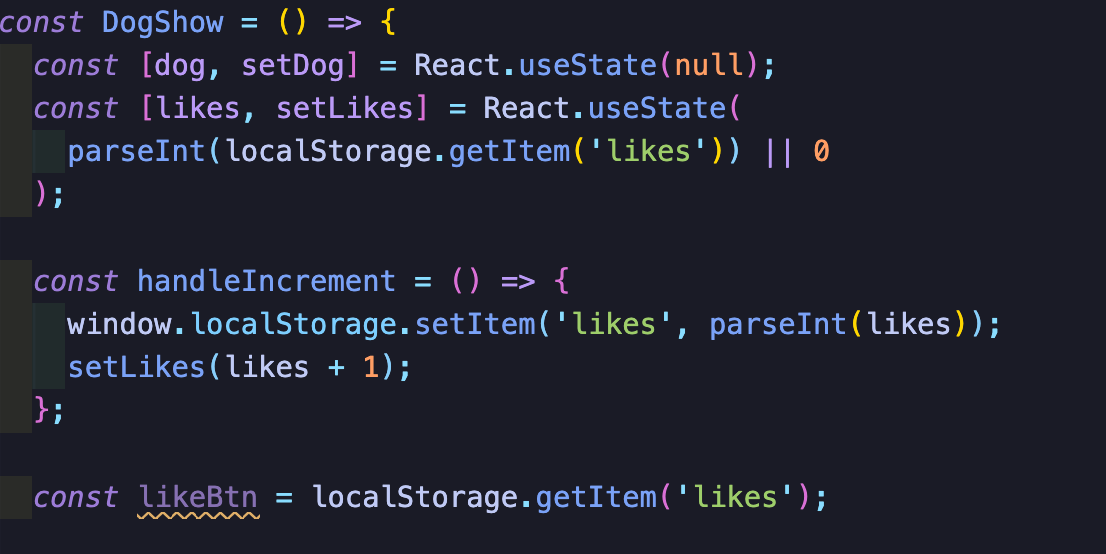 const DogShow = () => {
  const [dog, setDog] = React.useState(null);
  const [likes, setLikes] = React.useState(
    parseInt(localStorage.getItem('likes')) || 0
  );

  const handleIncrement = () => {
    window.localStorage.setItem('likes', parseInt(likes));
    setLikes(likes + 1);
  };

  const likeBtn = localStorage.getItem('likes');